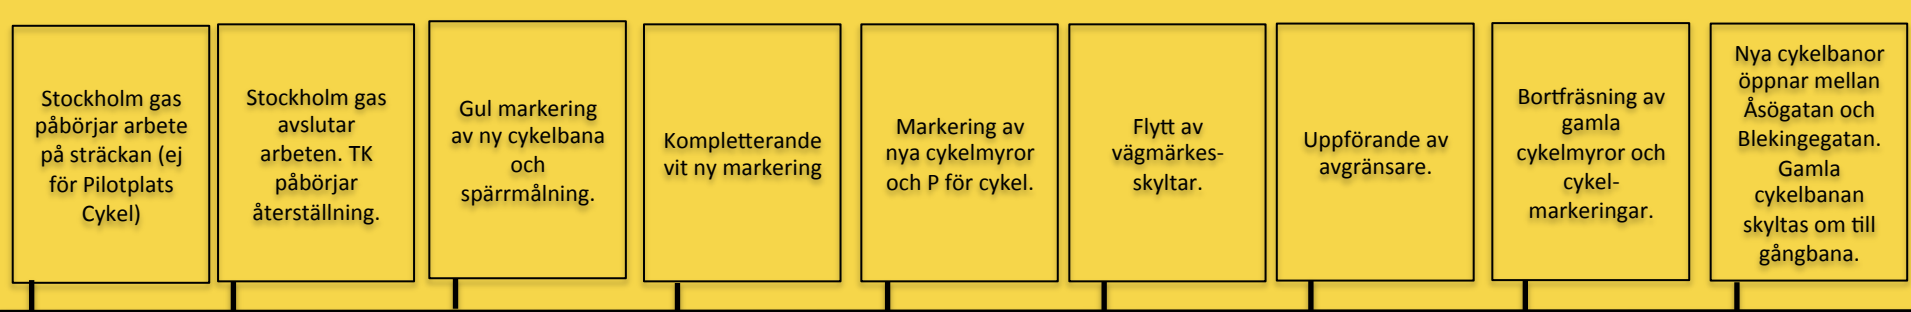 Stockholm gas
påbörjar arbete
på sträckan (ej
för Pilotplats
Cykel)
Stockholm gas
avslutar
arbeten. TK
påbörjar
återställning.
Gul markering
av ny cykelbana
och
spärrmålning.
Kompletterande
vit ny markering
Markering av
nya cykelmyror
och P för cykel.
Flytt av
vägmärkes-
skyltar.
Uppförande av
avgränsare.
Bortfräsning av
gamla
cykelmyror och
cykel-
markeringar.
Nya cykelbanor
öppnar mellan
Åsögatan och
Blekingegatan.
Gamla
cykelbanan
skyltas om till
gångbana.